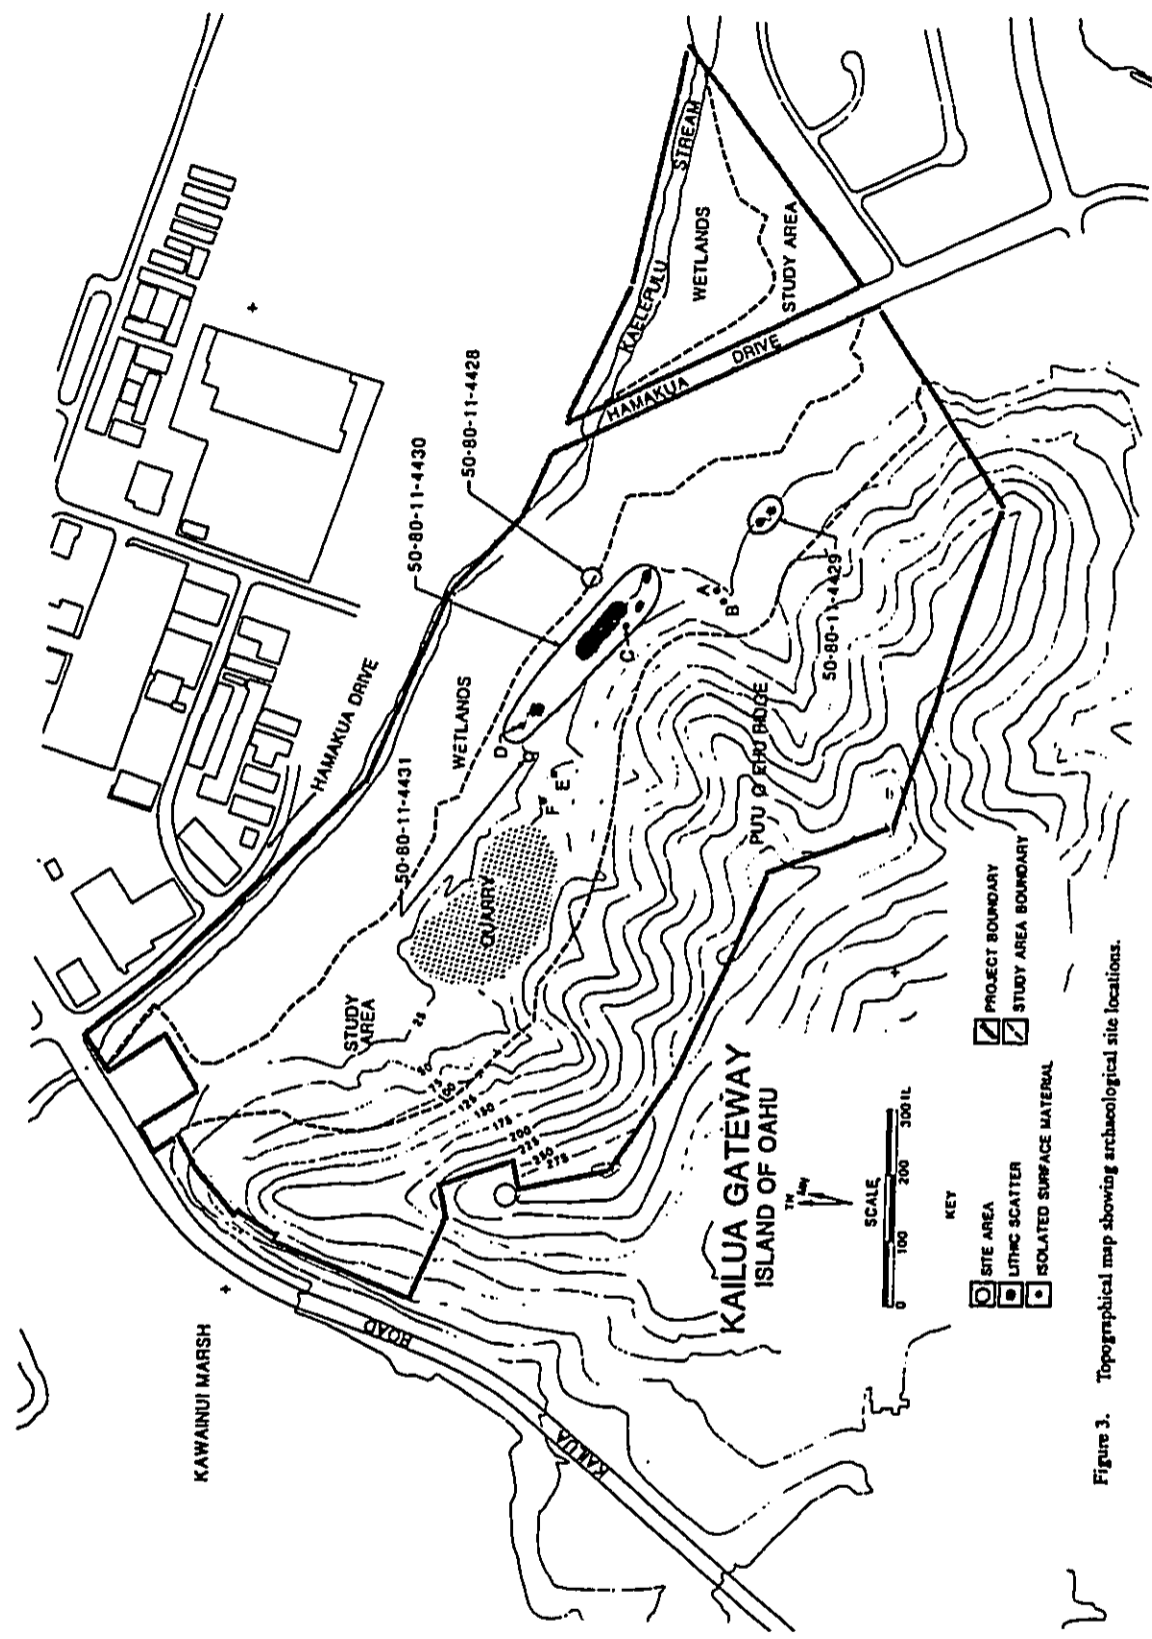 KAWAINUI MARSH
KAILUA
ROAD
HAMAKUA DRIVE
50-80-11-4431
WETLANDS
50-80-11-4430
50-80-11-4428
STUDY
AREA
QUARRY
25
50
75
100
125
150
175
200
225
250
275
D
F
E
C
A
B
50-80-11-4429
PUU O EHU RIDGE
HAMAKUA DRIVE
KAELEPULU STREAM
WETLANDS
STUDY AREA
KAILUA GATEWAY
ISLAND OF OAHU
TN
MN
SCALE
0 100 200 300 ft.
KEY
SITE AREA
LITHIC SCATTER
ISOLATED SURFACE MATERIAL
PROJECT BOUNDARY
STUDY AREA BOUNDARY
Figure 3. Topographical map showing archaeological site locations.